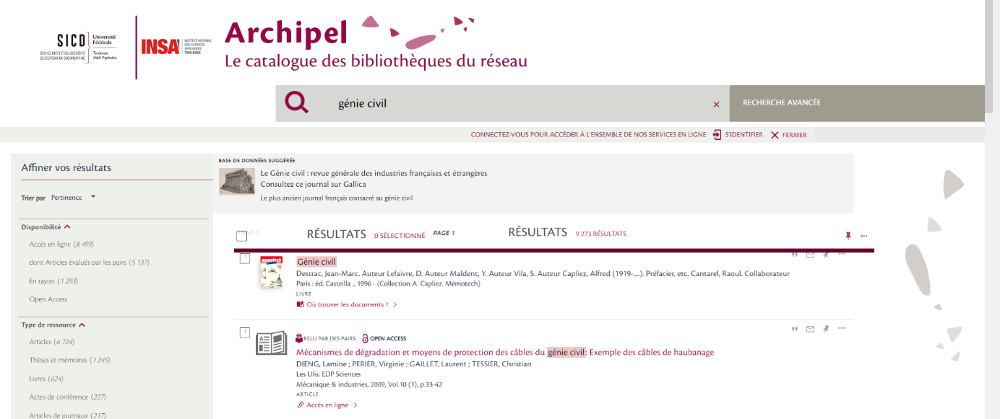 SICD
Université
Fédérale
SERVICE INTER-ÉTABLISSEMENTS
DE COOPÉRATION DOCUMENTAIRE
Toulouse
Midi-Pyrénées
INSA
INSTITUT NATIONAL
DES SCIENCES
APPLIQUÉES
TOULOUSE
Archipel
Le catalogue des bibliothèques du réseau
génie civil
RECHERCHE AVANCÉE
CONNECTEZ-VOUS POUR ACCÉDER À L'ENSEMBLE DE NOS SERVICES EN LIGNE S'IDENTIFIER FERMER
Affiner vos résultats
Trier par Pertinence
Disponibilité
Accès en ligne (8 493)
dont Articles évalués par les pairs (5 137)
En rayon (1 293)
Open Access
Type de ressource
Articles (6 724)
Thèses et mémoires (1 245)
Livres (624)
Actes de conférence (227)
Articles de journaux (217)
BASE DE DONNÉES SUGGÉRÉE
Le Génie civil : revue générale des industries françaises et étrangères
Consultez ce journal sur Gallica
Le plus ancien journal français consacré au génie civil
PAGE 1 RÉSULTATS 0 SÉLECTIONNÉ PAGE 1 RÉSULTATS 9 273 RÉSULTATS
1
Génie civil
Destrac, Jean-Marc. Auteur Lefaivre, D. Auteur Maldent, Y. Auteur Vila, S. Auteur Capliez, Alfred (1919-....). Préfacier, etc. Cantarel, Raoul. Collaborateur
Paris : éd. Casteilla ., 1996 - (Collection A. Capliez. Mémotech)
LIVRE
Où trouver les documents ?
2
RELU PAR DES PAIRS OPEN ACCESS
Mécanismes de dégradation et moyens de protection des câbles du génie civil: Exemple des câbles de haubanage
DIENG, Lamine ; PERIER, Virginie ; GAILLET, Laurent ; TESSIER, Christian
Les Ulis: EDP Sciences
Mécanique & industries, 2009, Vol.10 (1), p.33-42
ARTICLE
Accès en ligne